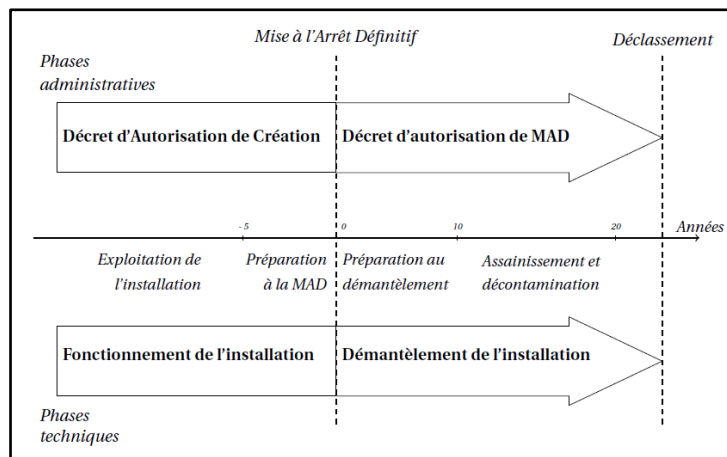 Mise à l'Arrêt Définitif
Déclassement
Phases
administratives
Décret d'Autorisation de Création
Décret d'autorisation de MAD
- 5
0
10
20
Années
Exploitation de
l'installation
Préparation
à la MAD
Préparation au
démantèlement
Assainissement et
décontamination
Fonctionnement de l'installation
Démantèlement de l'installation
Phases
techniques